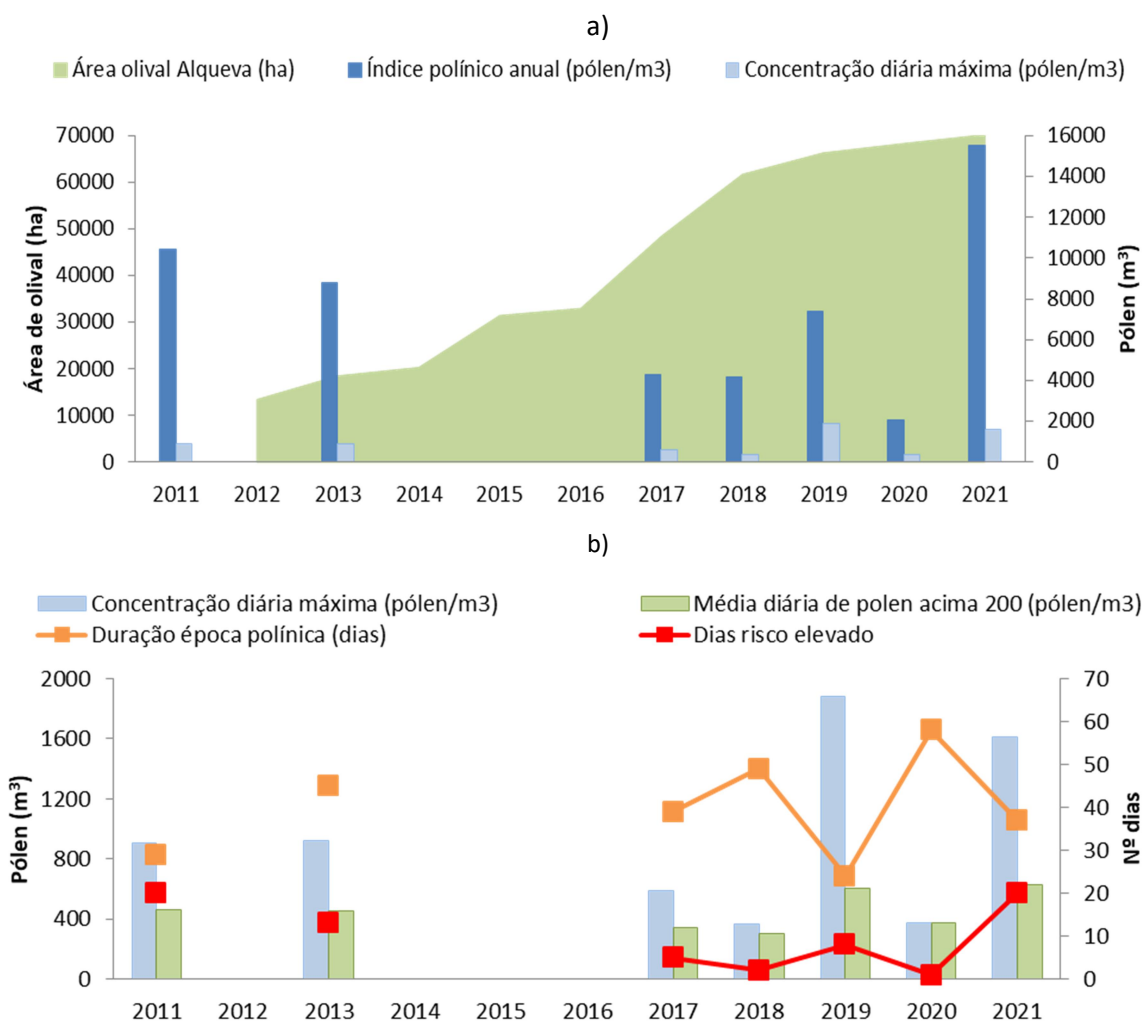 a)
Área olival Alqueva (ha) Índice polínico anual (pólen/m3) Concentração diária máxima (pólen/m3)
Área de olival (ha)
70000
60000
50000
40000
30000
20000
10000
0
16000
14000
12000
10000
8000
6000
4000
2000
0
Pólen (m³)
2011 2012 2013 2014 2015 2016 2017 2018 2019 2020 2021
b)
Concentração diária máxima (pólen/m3) Média diária de polen acima 200 (pólen/m3)
Duração época polínica (dias) Dias risco elevado
Pólen (m³)
2000
1600
1200
800
400
0
70
60
50
40
30
20
10
0
Nº dias
2011 2012 2013 2014 2015 2016 2017 2018 2019 2020 2021